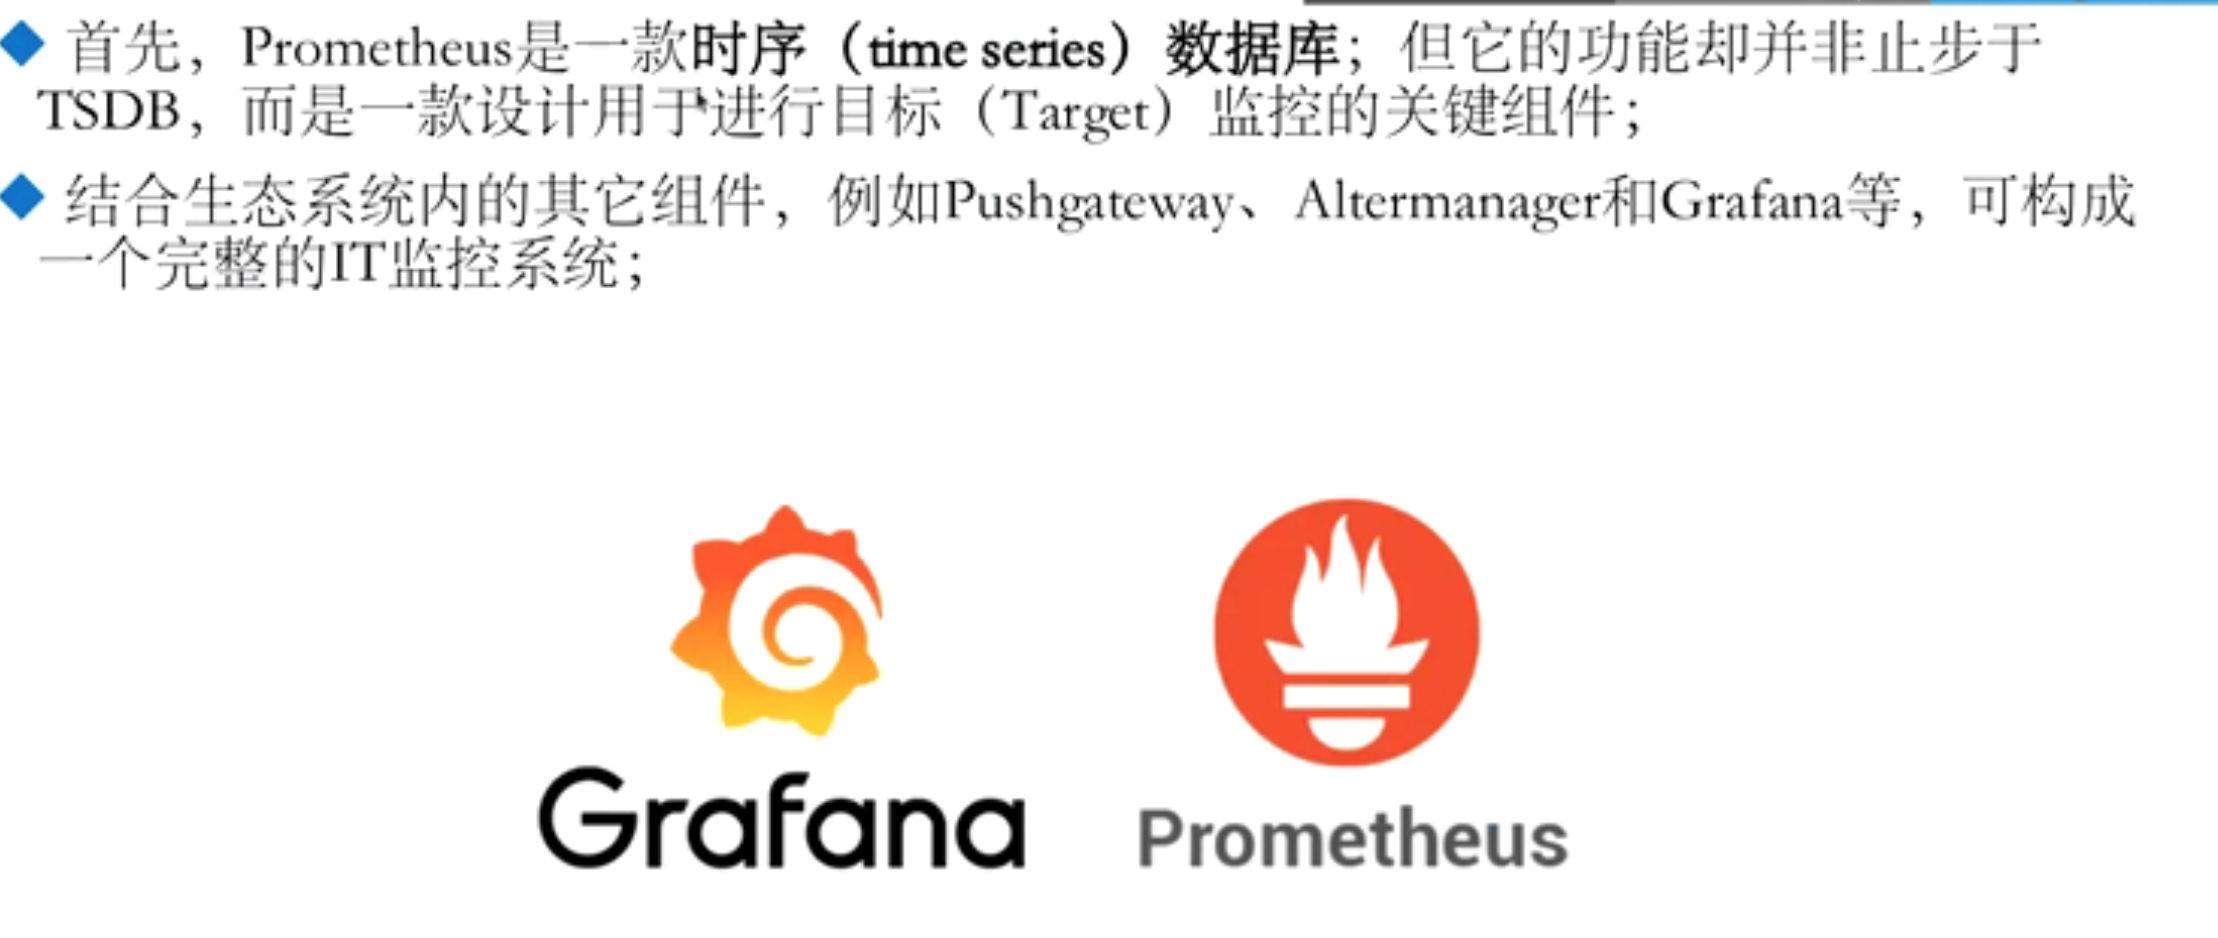 首先，Prometheus是一款时序（time series）数据库；但它的功能却并非止步于
TSDB，而是一款设计用于进行目标（Target）监控的关键组件；
结合生态系统内的其它组件，例如Pushgateway、Altermanager和Grafana等，可构成
一个完整的IT监控系统；
Grafana
Prometheus